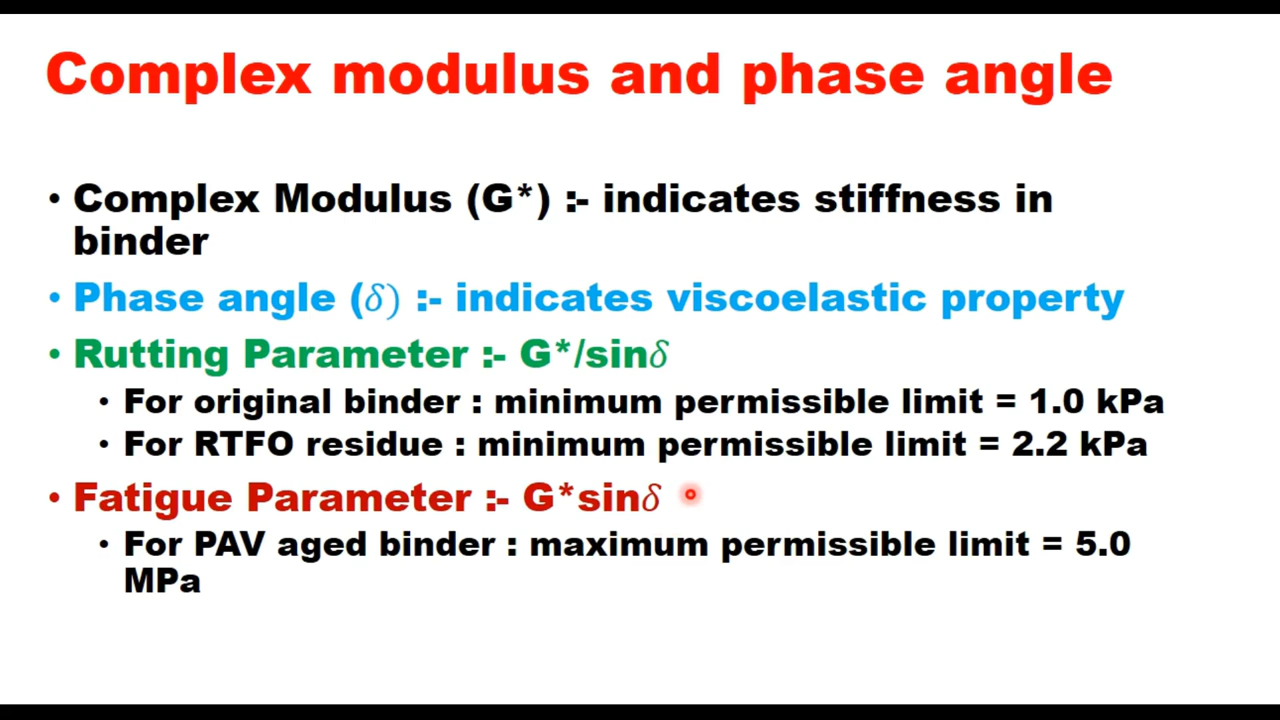 Complex modulus and phase angle
• Complex Modulus (G*) :- indicates stiffness in
binder
• Phase angle (𝛿) :- indicates viscoelastic property
• Rutting Parameter :- G*/sin𝛿
• For original binder : minimum permissible limit = 1.0 kPa
• For RTFO residue : minimum permissible limit = 2.2 kPa
• Fatigue Parameter :- G*sin𝛿
• For PAV aged binder : maximum permissible limit = 5.0
MPa